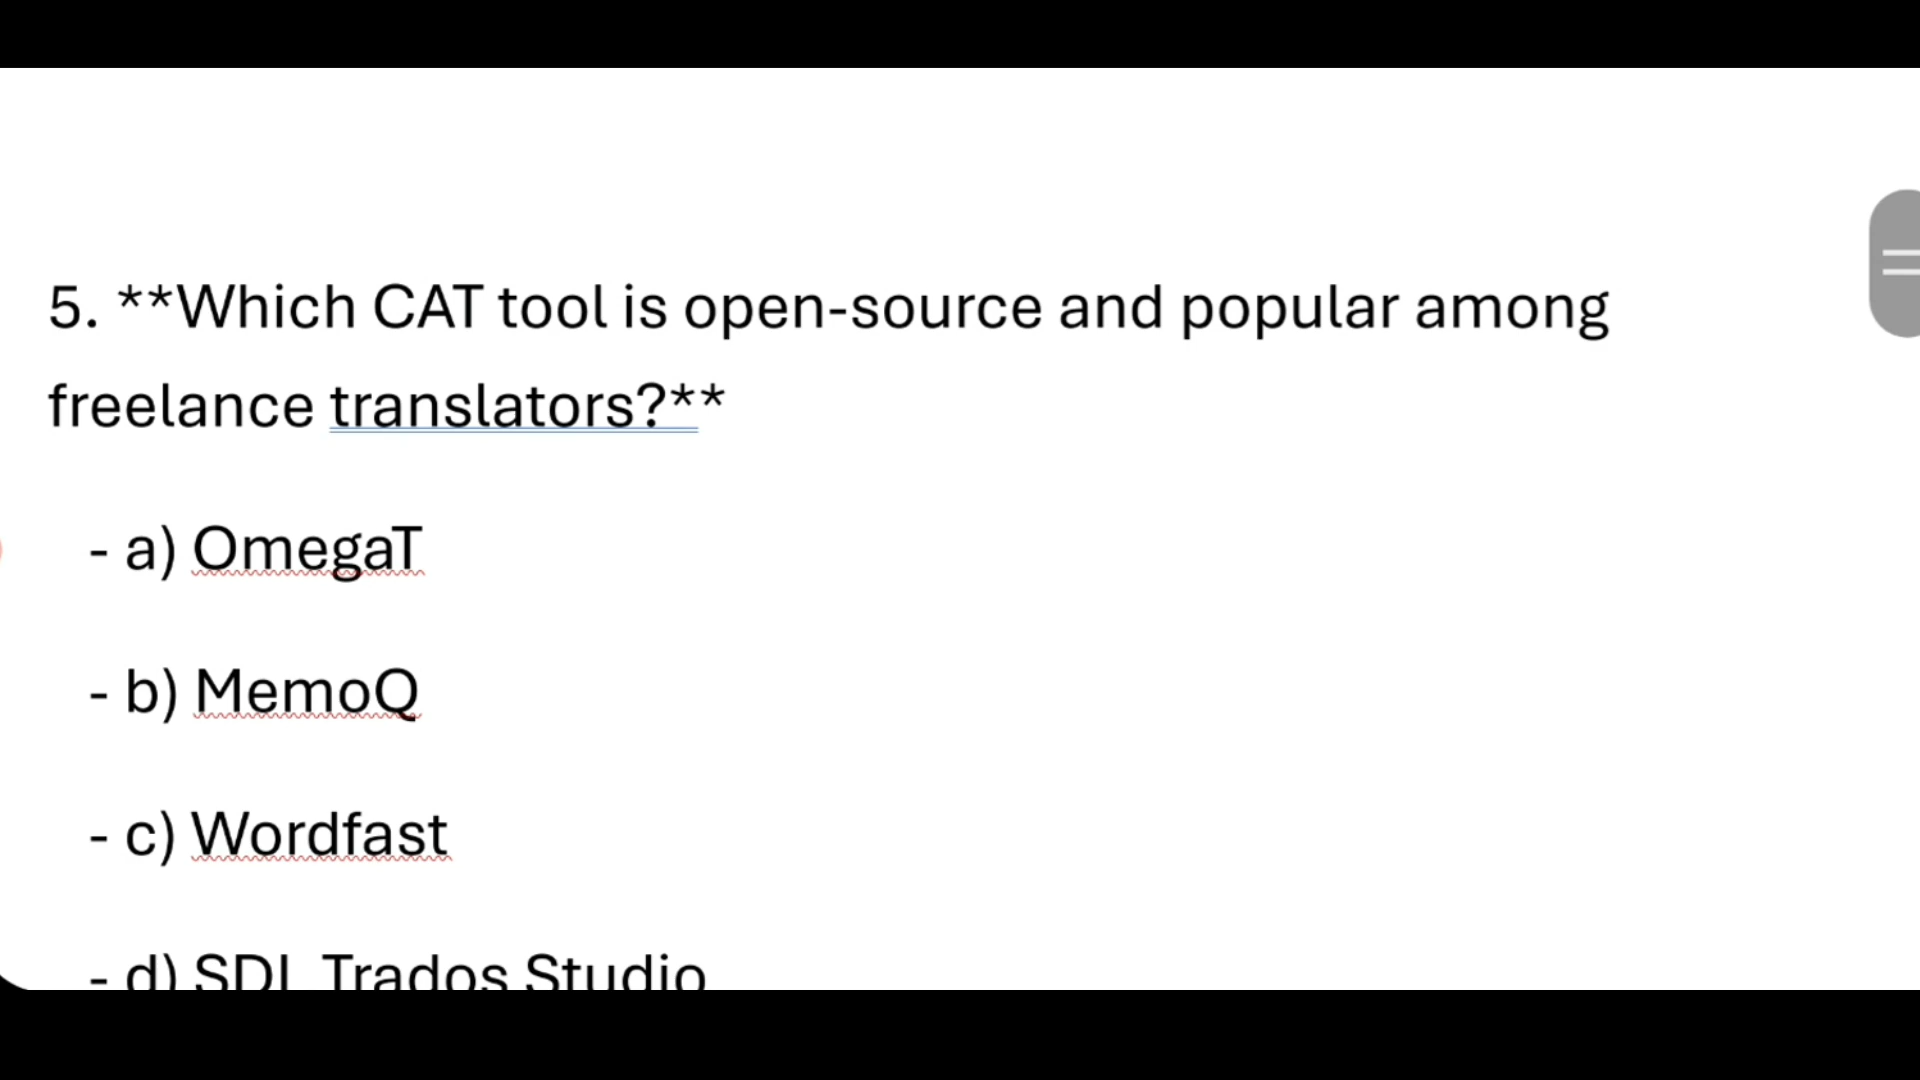 5. **Which CAT tool is open-source and popular among
freelance translators?**
- a) OmegaT
- b) MemoQ
- c) Wordfast
- d) SDL Trados Studio